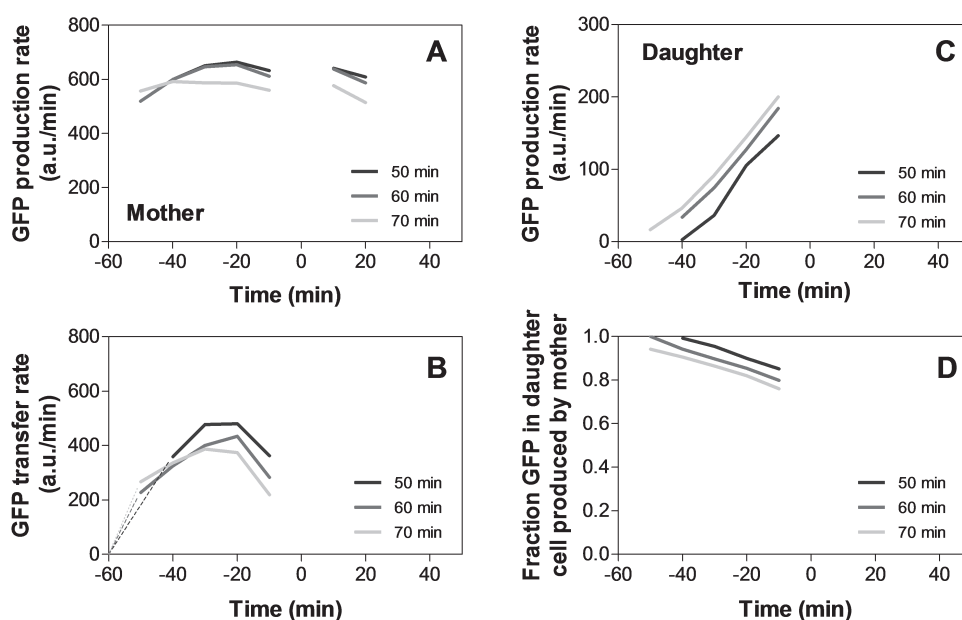 A
GFP production rate
(a.u./min)
800
600
400
200
0
Mother
50 min
60 min
70 min
-60 -40 -20 0 20 40
Time (min)
C
GFP production rate
(a.u./min)
300
200
100
0
Daughter
50 min
60 min
70 min
-60 -40 -20 0 20 40
Time (min)
B
GFP transfer rate
(a.u./min)
800
600
400
200
0
50 min
60 min
70 min
-60 -40 -20 0 20 40
Time (min)
D
Fraction GFP in daughter
cell produced by mother
1.0
0.8
0.6
0.4
0.2
0.0
50 min
60 min
70 min
-60 -40 -20 0 20 40
Time (min)